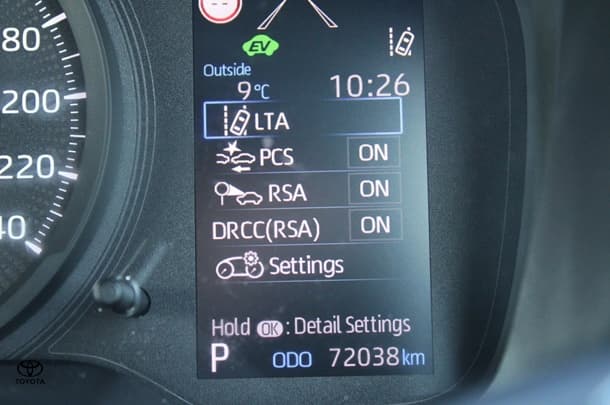 80
200
220
40
EV
Outside
9°C 10:26
LTA
PCS ON
RSA ON
DRCC(RSA) ON
Settings
Hold OK : Detail Settings
P ODO 72038 km
TOYOTA